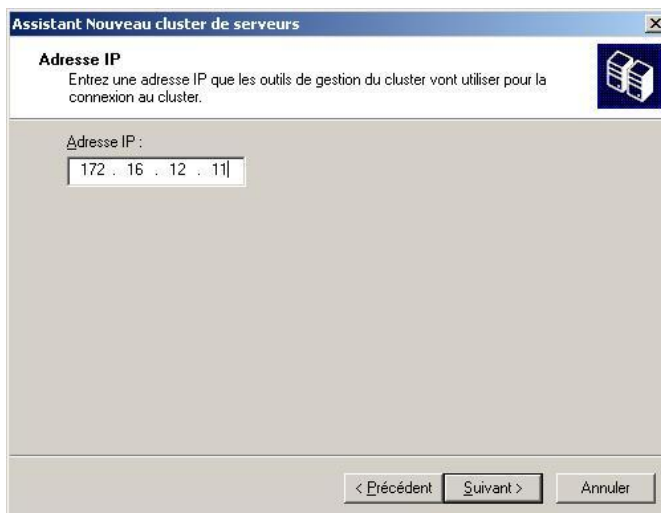 Assistant Nouveau cluster de serveurs
Adresse IP
Entrez une adresse IP que les outils de gestion du cluster vont utiliser pour la
connexion au cluster.
Adresse IP :
172 . 16 . 12 . 11
< Précédent Suivant > Annuler